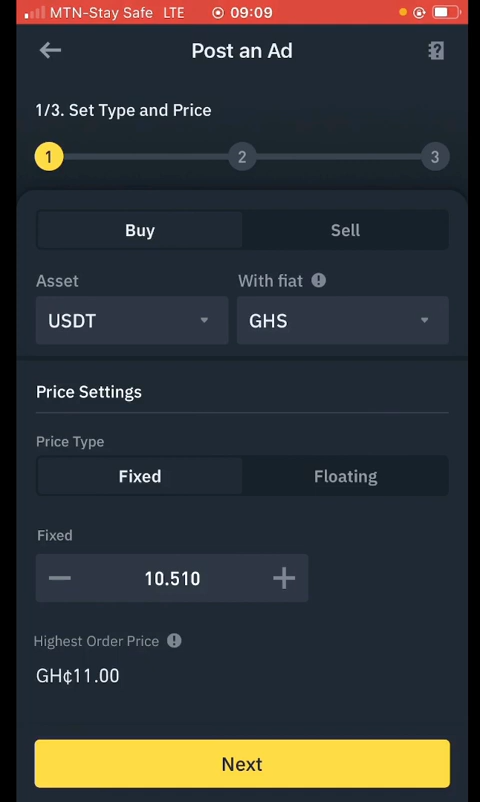 MTN-Stay Safe LTE 09:09
Post an Ad
1/3. Set Type and Price
1 2 3
Buy Sell
Asset With fiat
USDT GHS
Price Settings
Price Type
Fixed Floating
Fixed
10.510
Highest Order Price
GH¢11.00
Next